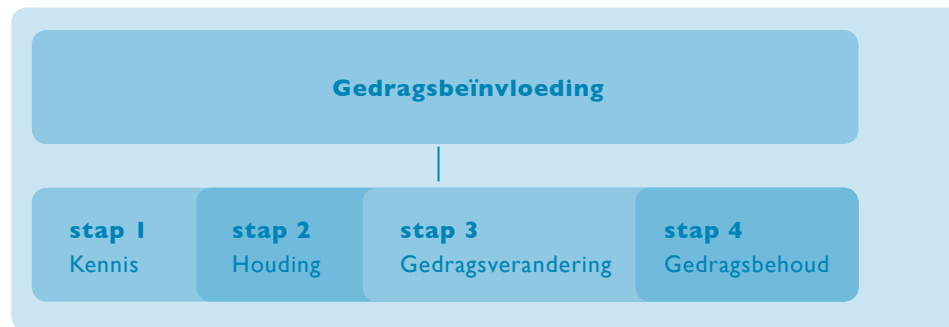 Gedragsbeïnvloeding
stap 1
Kennis
stap 2
Houding
stap 3
Gedragsverandering
stap 4
Gedragsbehoud